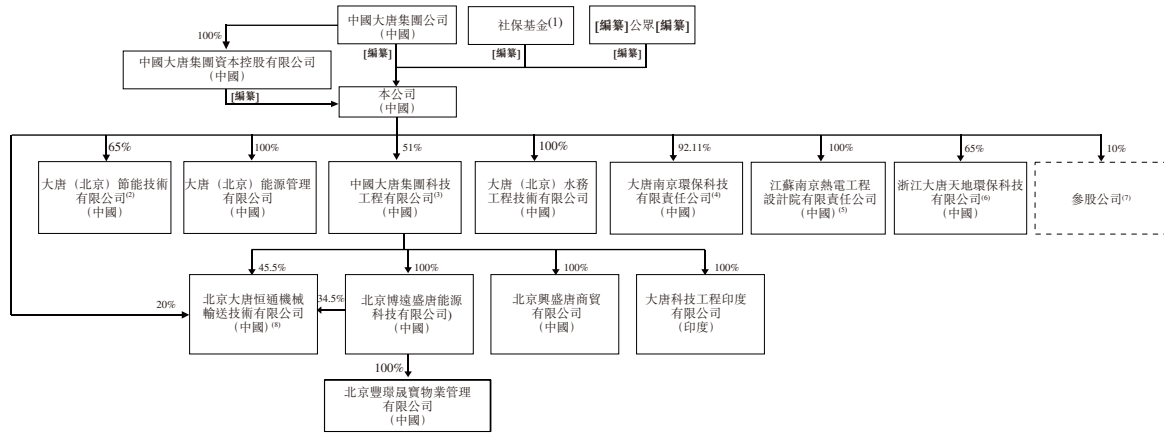 中國大唐集團公司
(中國)
社保基金(1)
[編纂]公眾[編纂]
100%
[編纂]
[編纂]
[編纂]
中國大唐集團資本控股有限公司
(中國)
[編纂]
本公司
(中國)
65%
100%
51%
100%
92.11%
100%
65%
10%
大唐（北京）節能技術
有限公司(2)
(中國)
大唐（北京）能源管理
有限公司
(中國)
中國大唐集團科技
工程有限公司(3)
(中國)
大唐（北京）水務
工程技術有限公司
(中國)
大唐南京環保科技
有限責任公司(4)
(中國)
江蘇南京熱電工程
設計院有限責任公司
(中國)(5)
浙江大唐天地環保科技
有限公司(6)
(中國)
參股公司(7)
45.5%
100%
100%
100%
20%
北京大唐恒通機械
輸送技術有限公司
(中國)(8)
34.5%
北京博遠盛唐能源
科技有限公司)
(中國)
北京興盛唐商貿
有限公司
(中國)
大唐科技工程印度
有限公司
(印度)
100%
北京豐璟晟寶物業管理
有限公司
(中國)